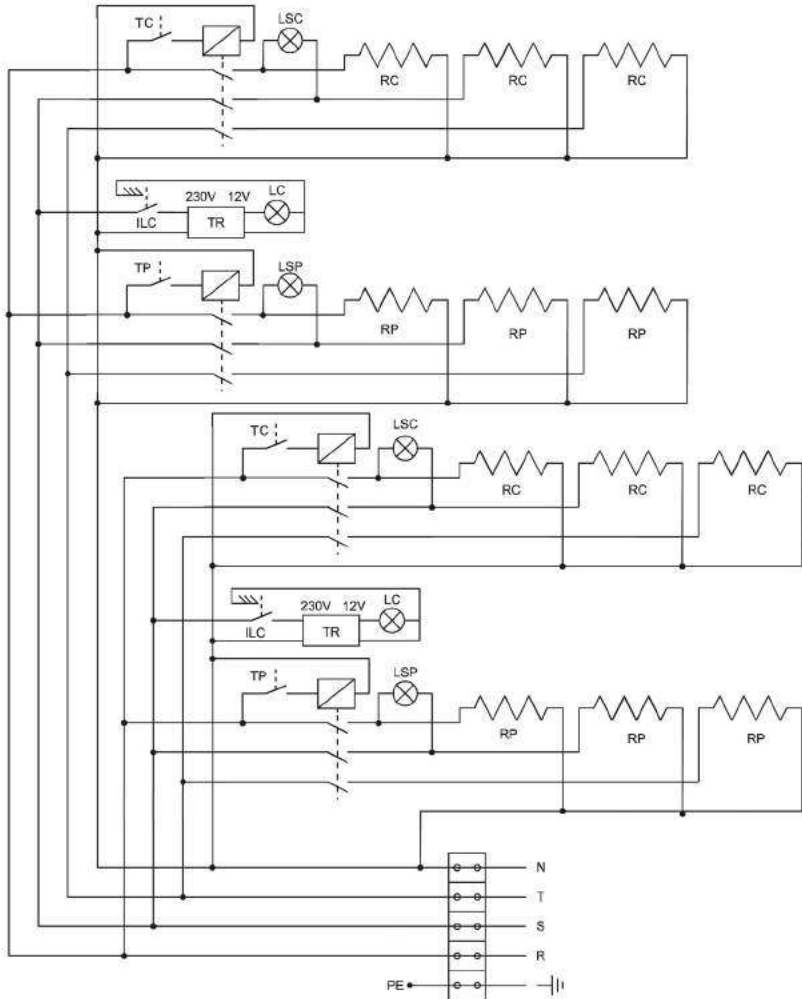 TC LSC
RC RC RC
230V 12V LC
ILC TR
TP LSP
RP RP RP
TC LSC
RC RC RC
230V 12V LC
ILC TR
TP LSP
RP RP RP
N
T
S
R
PE